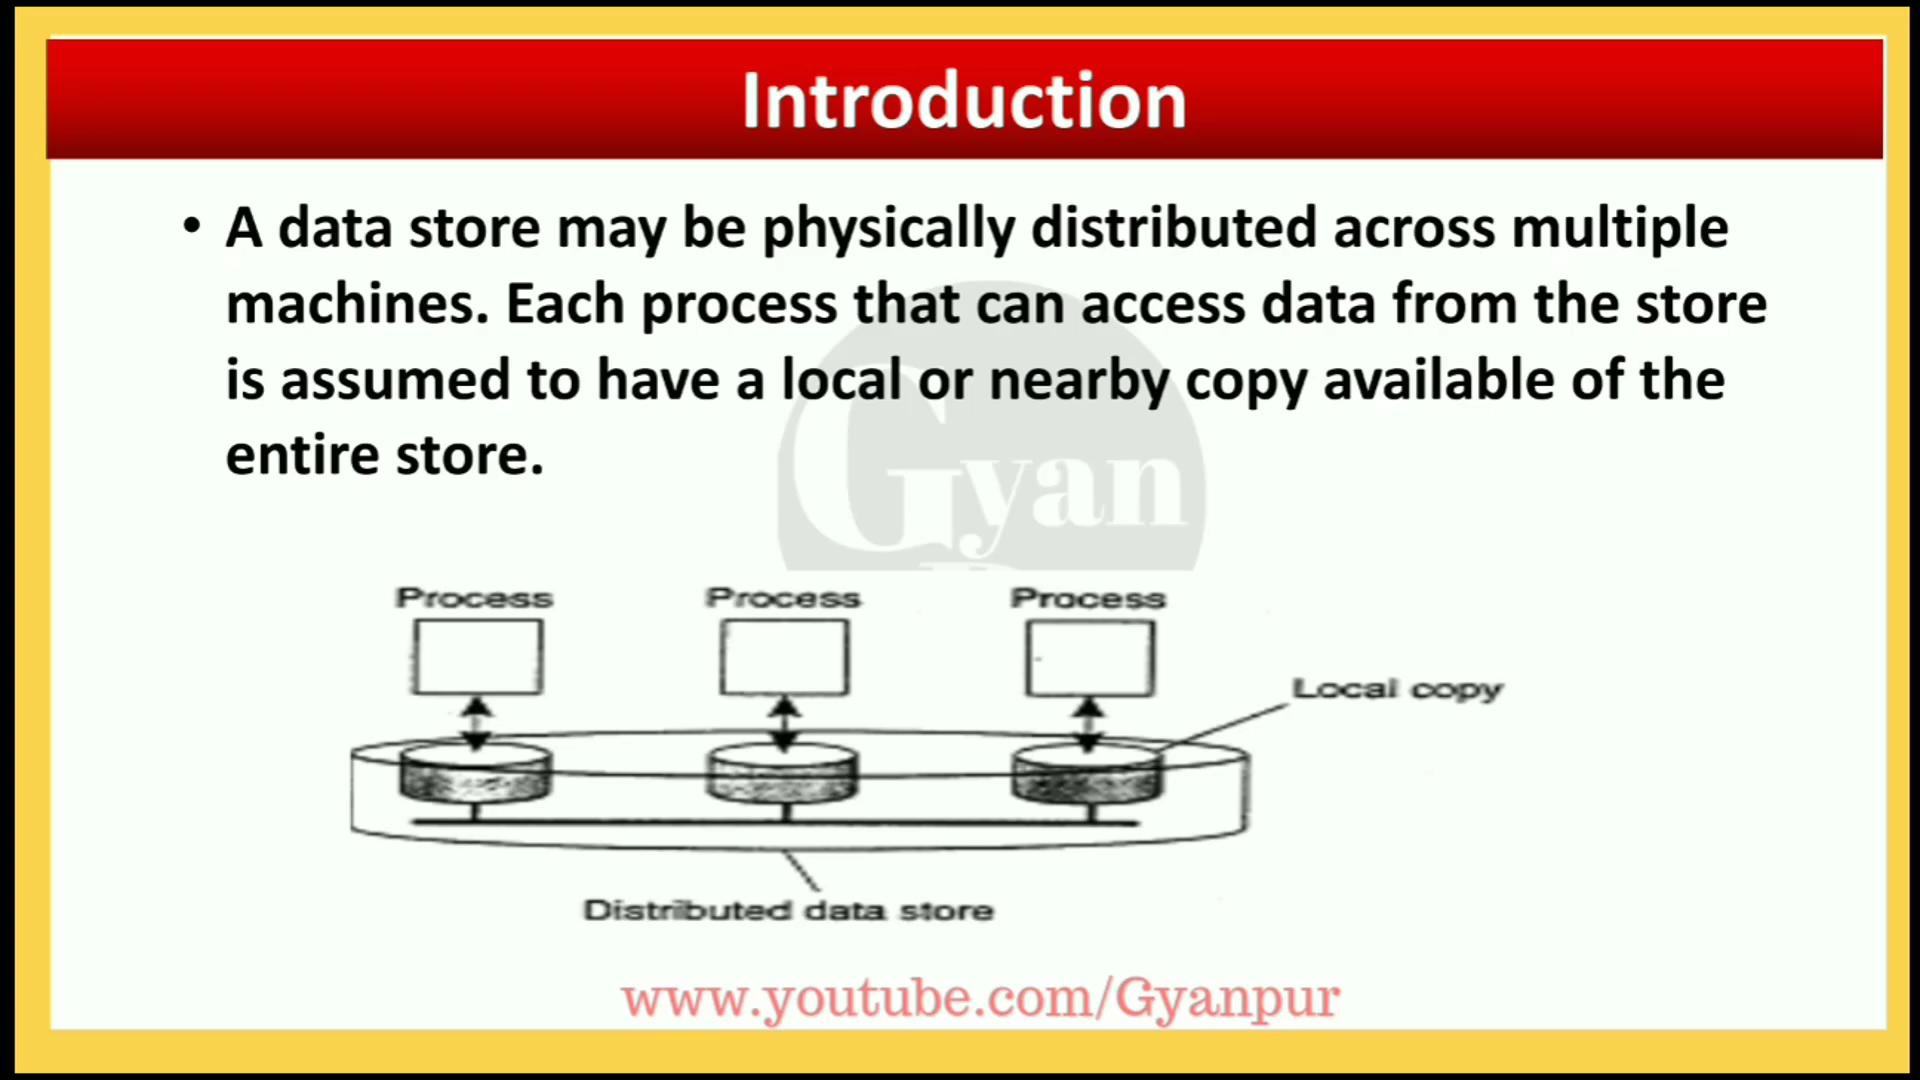 Introduction
• A data store may be physically distributed across multiple
machines. Each process that can access data from the store
is assumed to have a local or nearby copy available of the
entire store.
Gyan
Process Process Process
Local copy
Distributed data store
www.youtube.com/Gyanpur